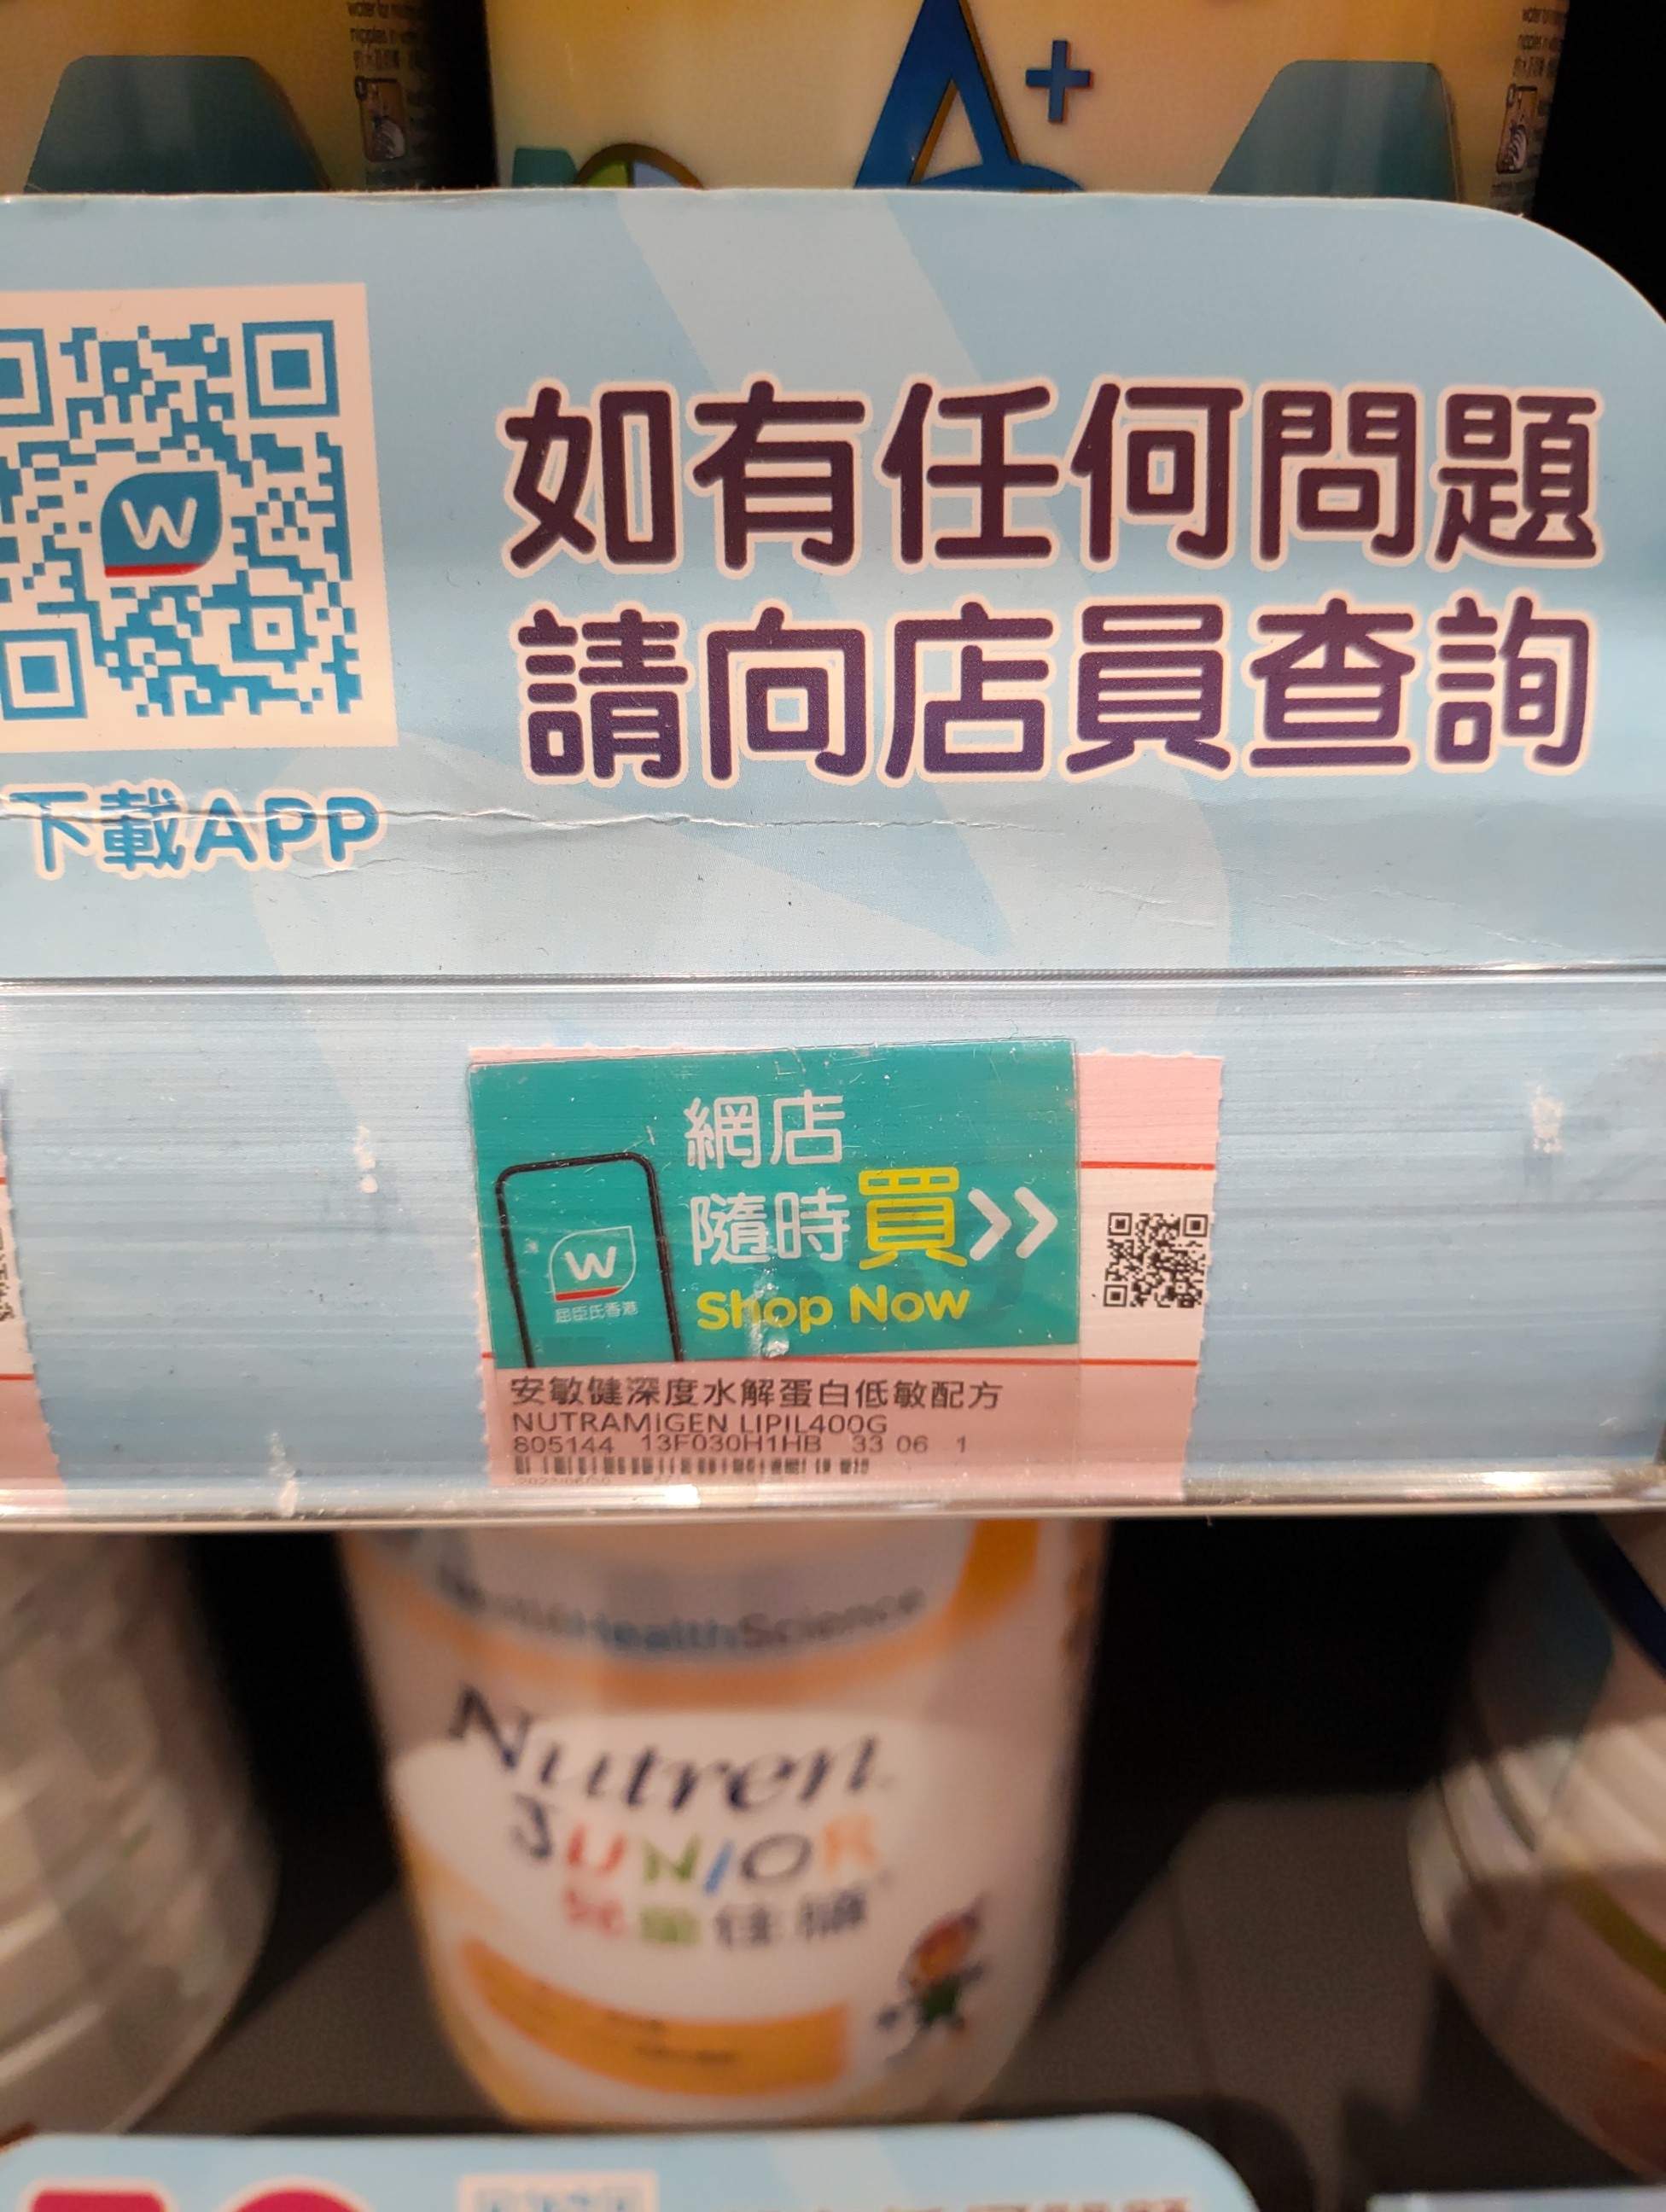 A+
W
如有任何問題
請向店員查詢
下載APP
網店
隨時買
Shop Now
W
屈臣氏香港
安敏健深度水解蛋白低敏配方
NUTRAMIGEN LIPIL400G
805144 13F030H1HB 33 06 1
HealthScience
Nutren
JUNIOR